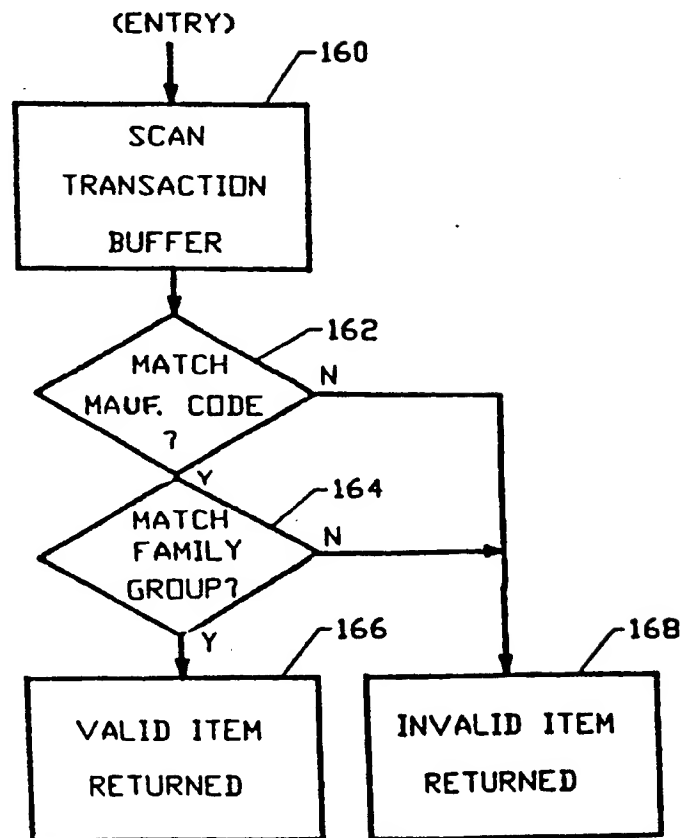 (ENTRY)
160
SCAN
TRANSACTION
BUFFER
162
MATCH
MAUF. CODE
?
N
Y
164
MATCH
FAMILY
GROUP?
N
Y
166
168
VALID ITEM
RETURNED
INVALID ITEM
RETURNED